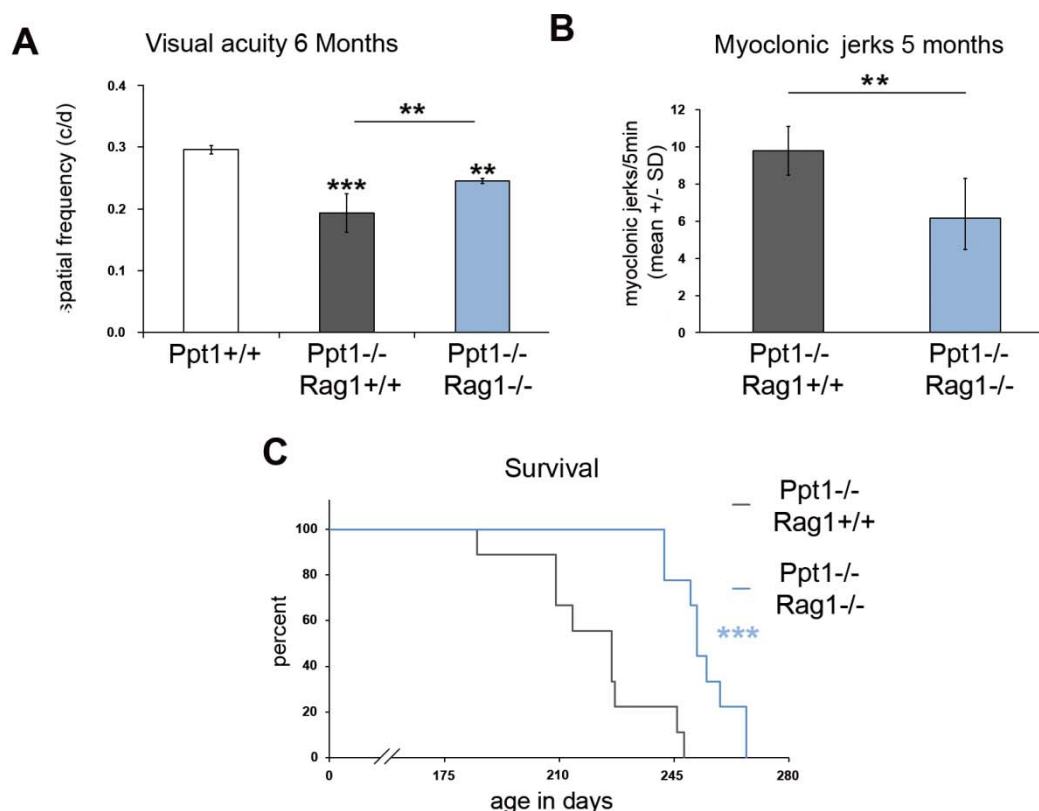 A
Visual acuity 6 Months
spatial frequency (c/d)
0.4
0.3
0.2
0.1
0.0
**
***
**
Ppt1+/+
Ppt1-/-
Rag1+/+
Ppt1-/-
Rag1-/-
B
Myoclonic jerks 5 months
myoclonic jerks/5min
(mean +/- SD)
12
10
8
6
4
2
0
**
Ppt1-/-
Rag1+/+
Ppt1-/-
Rag1-/-
C
Survival
percent
100
80
60
40
20
0
0
175
210
245
280
age in days
Ppt1-/-
Rag1+/+
Ppt1-/-
Rag1-/-
***